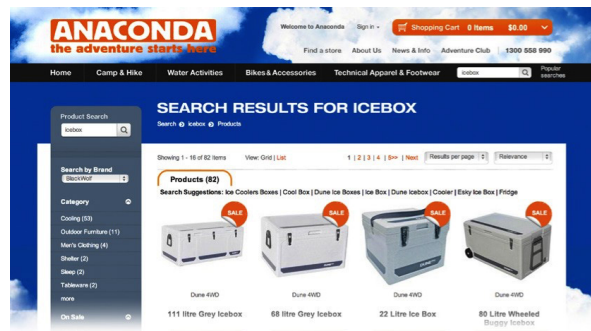 ANACONDA
the adventure starts here
Welcome to Anaconda Sign in Shopping Cart 0 Items $0.00
Find a store About Us News & Info Adventure Club 1300 558 990
Home Camp & Hike Water Activities Bikes & Accessories Technical Apparel & Footwear icebox Popular searches
SEARCH RESULTS FOR ICEBOX
Search icebox Products
Product Search
icebox
Search by Brand
BlackWolf
Category
Cooling (53)
Outdoor Furniture (11)
Men's Clothing (4)
Shelter (2)
Sleep (2)
Tableware (2)
more
On Sale
Showing 1 - 16 of 82 items View: Grid | List 1 | 2 | 3 | 4 | 5>> | Next Results per page Relevance
Products (82)
Search Suggestions: Ice Coolers Boxes | Cool Box | Dune Ice Boxes | Ice Box | Dune Icebox | Cooler | Esky Ice Box | Fridge
SALE SALE SALE SALE
Dune 4WD Dune 4WD Dune 4WD Dune 4WD
111 litre Grey Icebox 68 litre Grey Icebox 22 Litre Ice Box 80 Litre Wheeled
Buggy Icebox